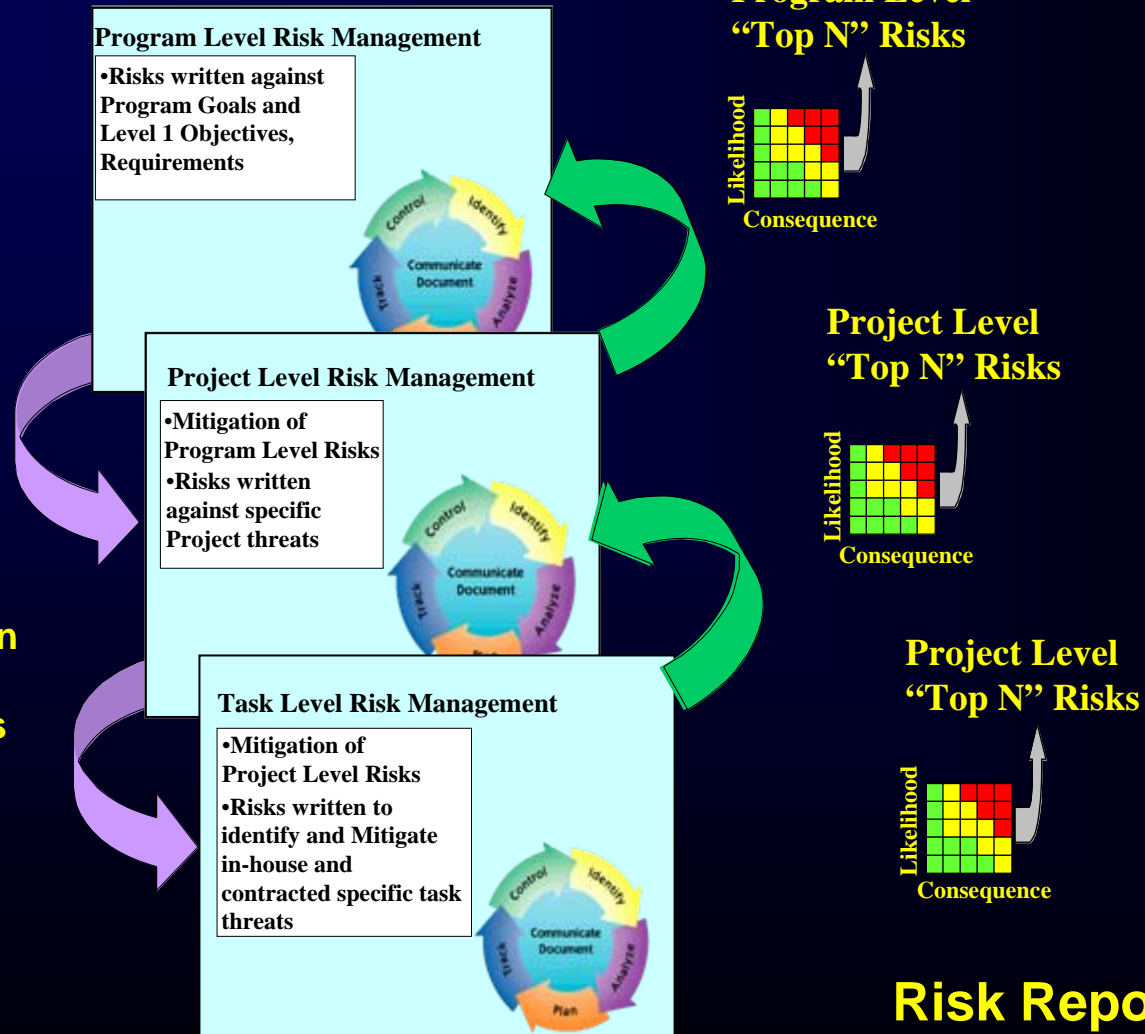 Program Level Risk Management
•Risks written against
Program Goals and
Level 1 Objectives,
Requirements
Control
Identify
Analyze
Track
Communicate
Document
Program Level
“Top N” Risks
Likelihood
Consequence
Project Level Risk Management
•Mitigation of
Program Level Risks
•Risks written
against specific
Project threats
Control
Identify
Analyze
Track
Communicate
Document
Project Level
“Top N” Risks
Likelihood
Consequence
Task Level Risk Management
•Mitigation of
Project Level Risks
•Risks written to
identify and Mitigate
in-house and
contracted specific task
threats
Control
Identify
Analyze
Plan
Track
Communicate
Document
Project Level
“Top N” Risks
Likelihood
Consequence
Risk Repo